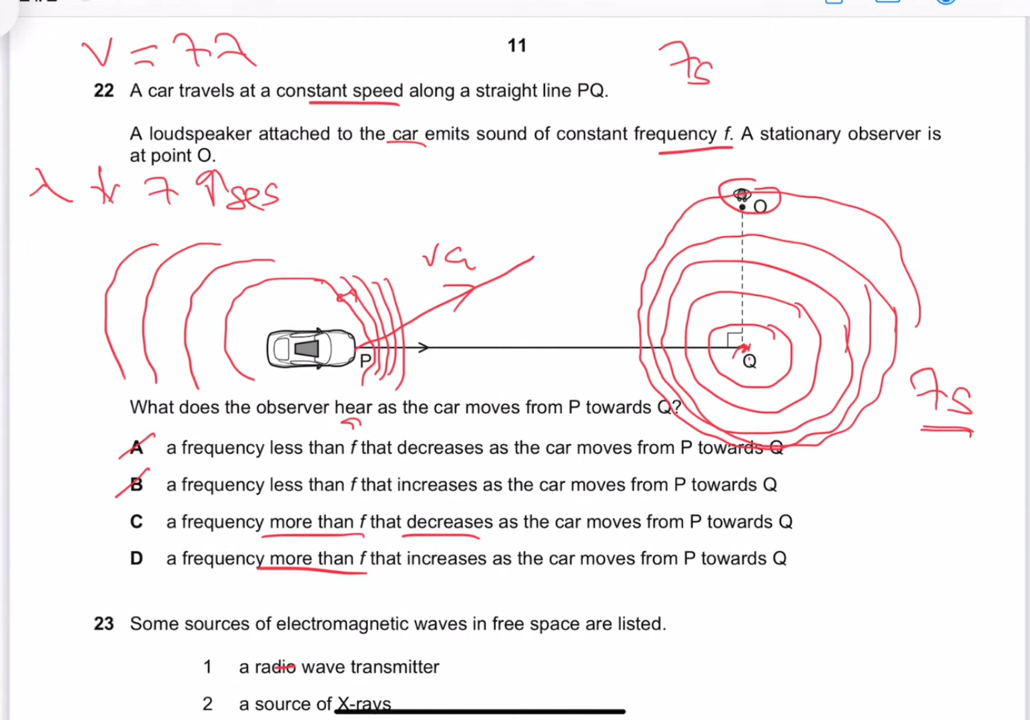 v = 7λ
11
7s
22 A car travels at a constant speed along a straight line PQ.
A loudspeaker attached to the car emits sound of constant frequency f. A stationary observer is
at point O.
O
P
Q
7s
What does the observer hear as the car moves from P towards Q?
A a frequency less than f that decreases as the car moves from P towards Q
B a frequency less than f that increases as the car moves from P towards Q
C a frequency more than f that decreases as the car moves from P towards Q
D a frequency more than f that increases as the car moves from P towards Q
23 Some sources of electromagnetic waves in free space are listed.
1 a radio wave transmitter
2 a source of X-rays